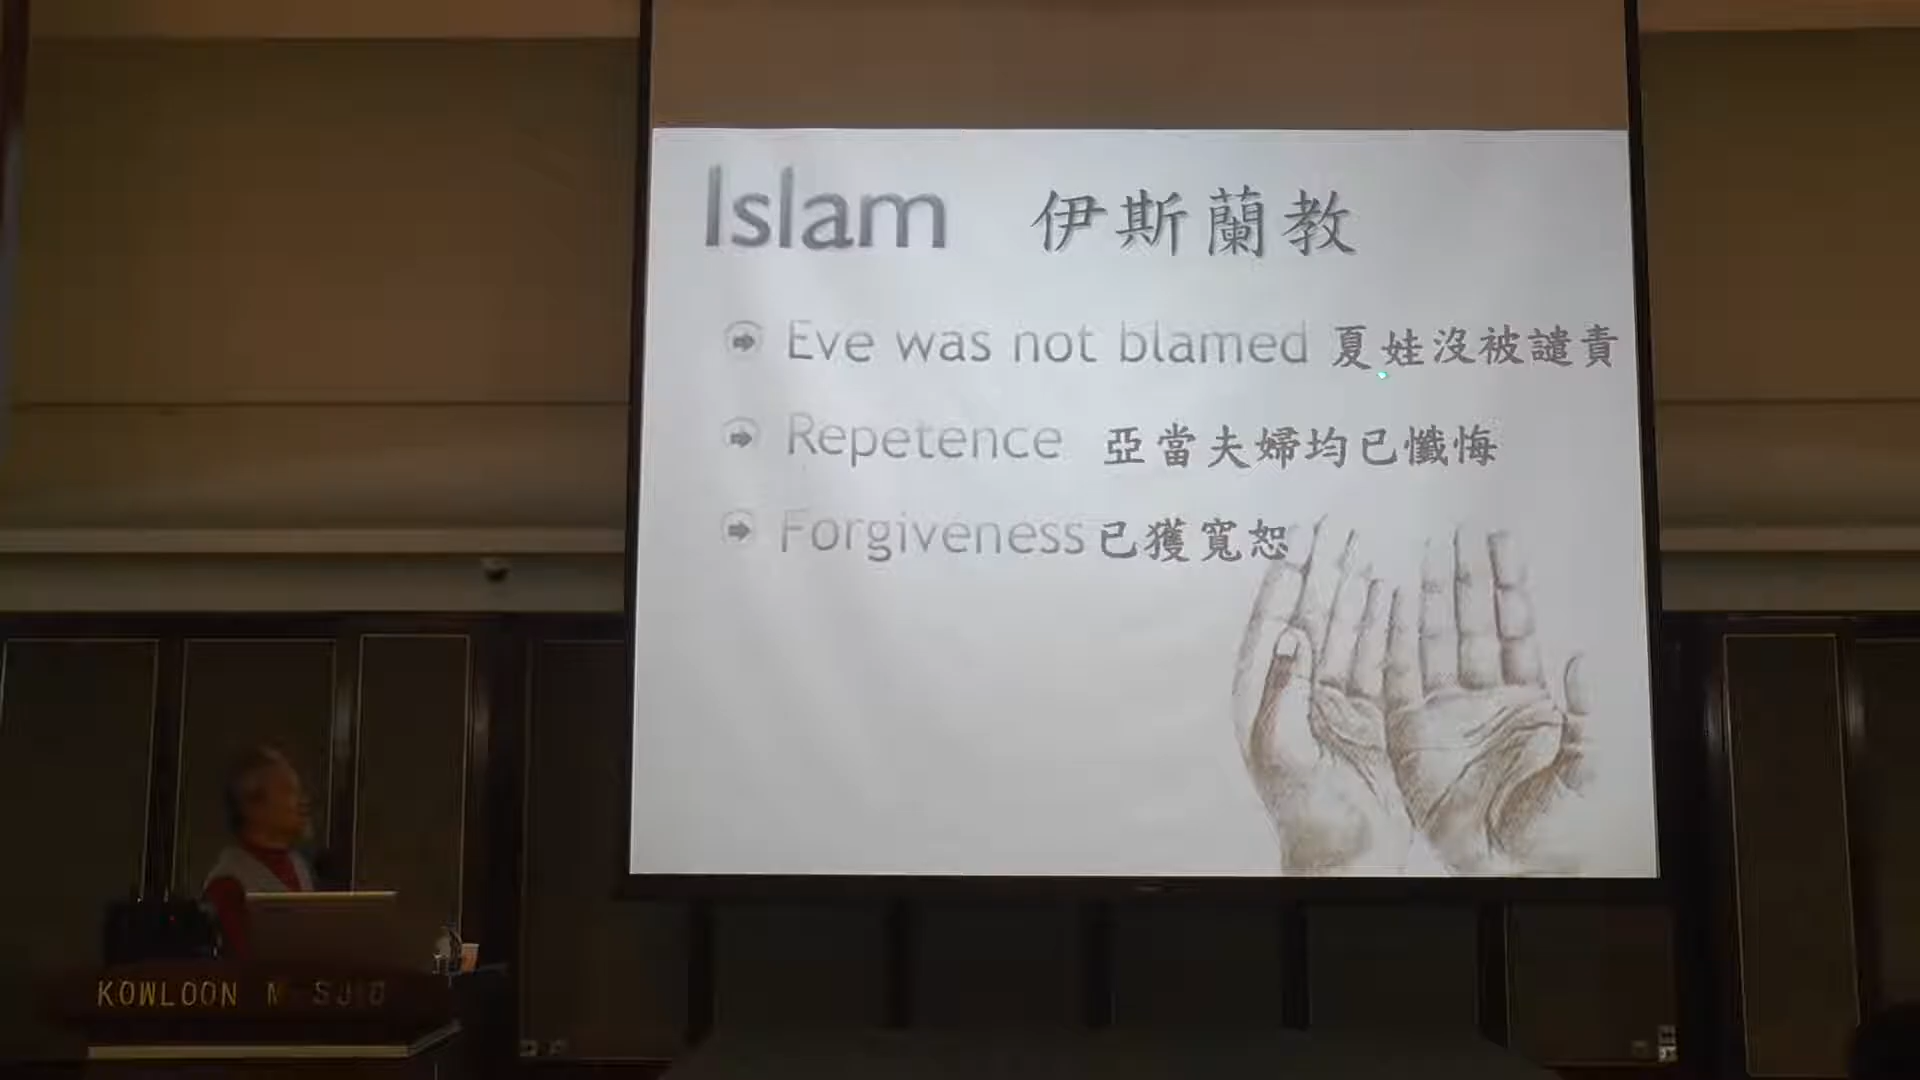 Islam 伊斯蘭教
Eve was not blamed 夏娃沒被譴責
Repetence 亞當夫婦均已懺悔
Forgiveness 已獲寬恕
KOWLOON